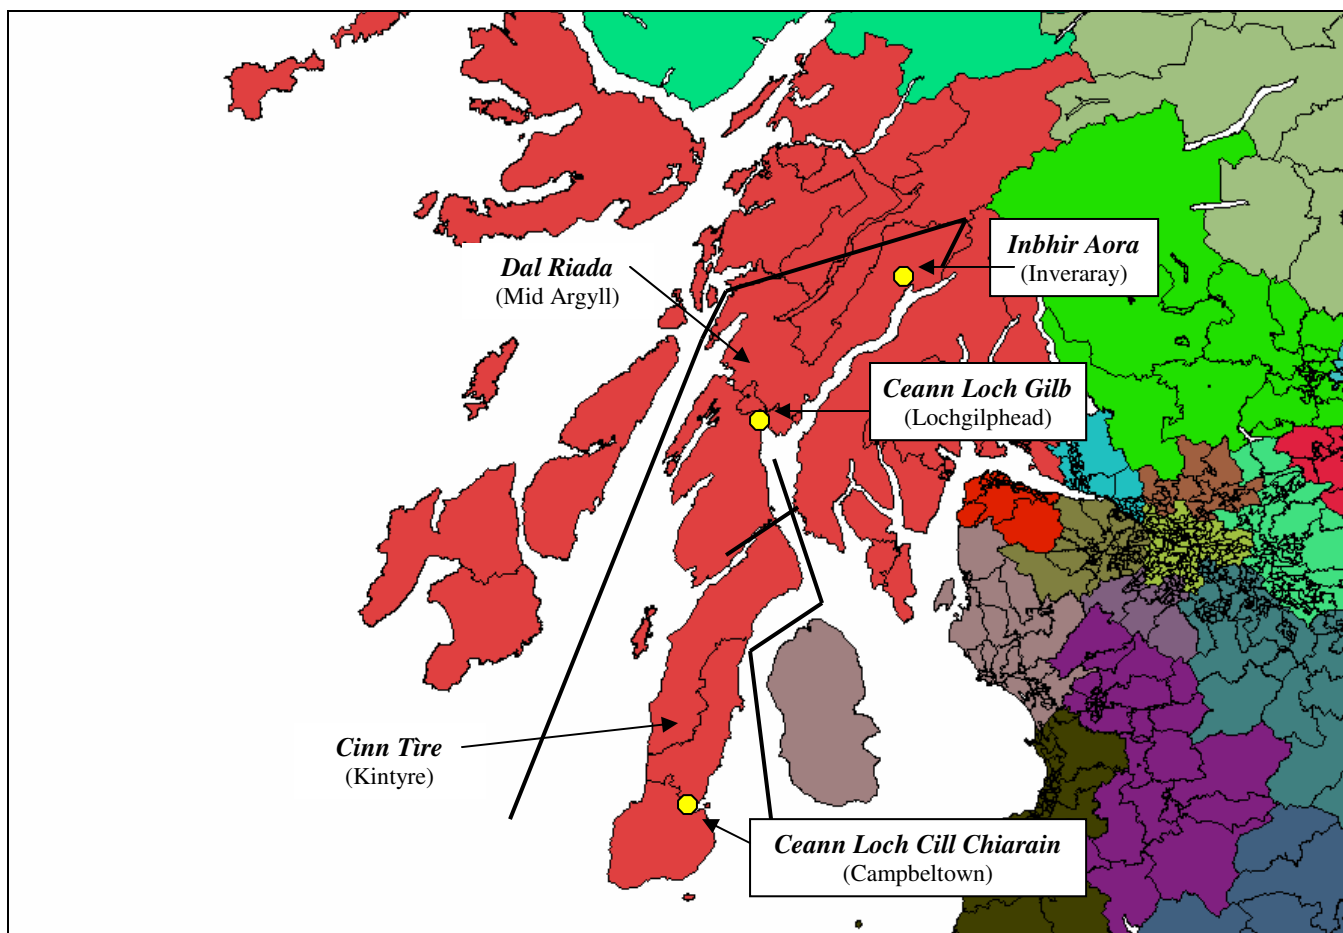 Inbhir Aora
(Inveraray)
Dal Riada
(Mid Argyll)
Ceann Loch Gilb
(Lochgilphead)
Cinn Tìre
(Kintyre)
Ceann Loch Cill Chiarain
(Campbeltown)